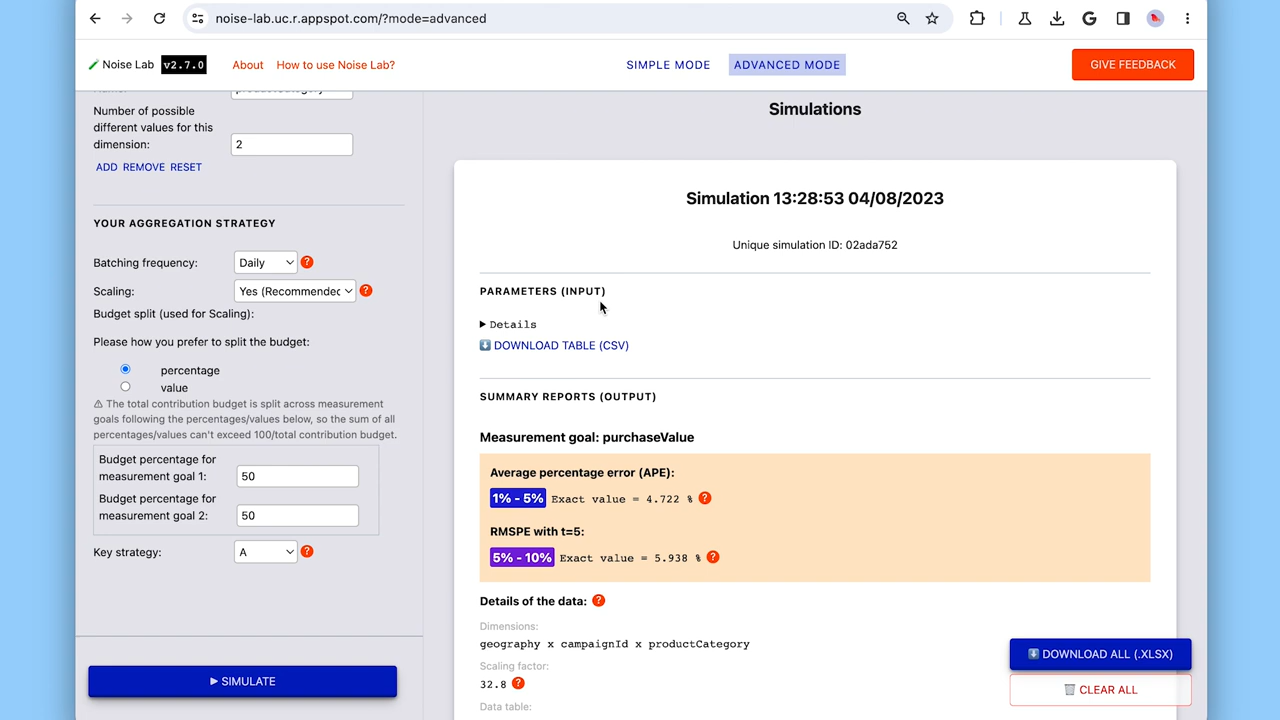 noise-lab.uc.r.appspot.com/?mode=advanced
Noise Lab v2.7.0
About
How to use Noise Lab?
SIMPLE MODE
ADVANCED MODE
GIVE FEEDBACK
Number of possible
different values for this
dimension:
2
ADD REMOVE RESET
YOUR AGGREGATION STRATEGY
Batching frequency:
Daily
?
Scaling:
Yes (Recommended
?
Budget split (used for Scaling):
Please how you prefer to split the budget:
percentage
value
⚠ The total contribution budget is split across measurement
goals following the percentages/values below, so the sum of all
percentages/values can't exceed 100/total contribution budget.
Budget percentage for
measurement goal 1:
50
Budget percentage for
measurement goal 2:
50
Key strategy:
A
?
▶ SIMULATE
Simulations
Simulation 13:28:53 04/08/2023
Unique simulation ID: 02ada752
PARAMETERS (INPUT)
▶ Details
DOWNLOAD TABLE (CSV)
SUMMARY REPORTS (OUTPUT)
Measurement goal: purchaseValue
Average percentage error (APE):
1% - 5% Exact value = 4.722 % ?
RMSPE with t=5:
5% - 10% Exact value = 5.938 % ?
Details of the data: ?
Dimensions:
geography x campaignId x productCategory
Scaling factor:
32.8 ?
Data table:
DOWNLOAD ALL (.XLSX)
CLEAR ALL